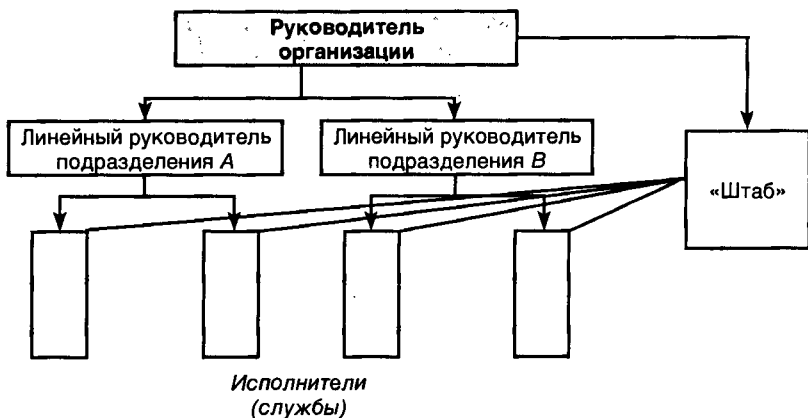 Руководитель
организации
Линейный руководитель
подразделения А
Линейный руководитель
подразделения В
«Штаб»
Исполнители
(службы)